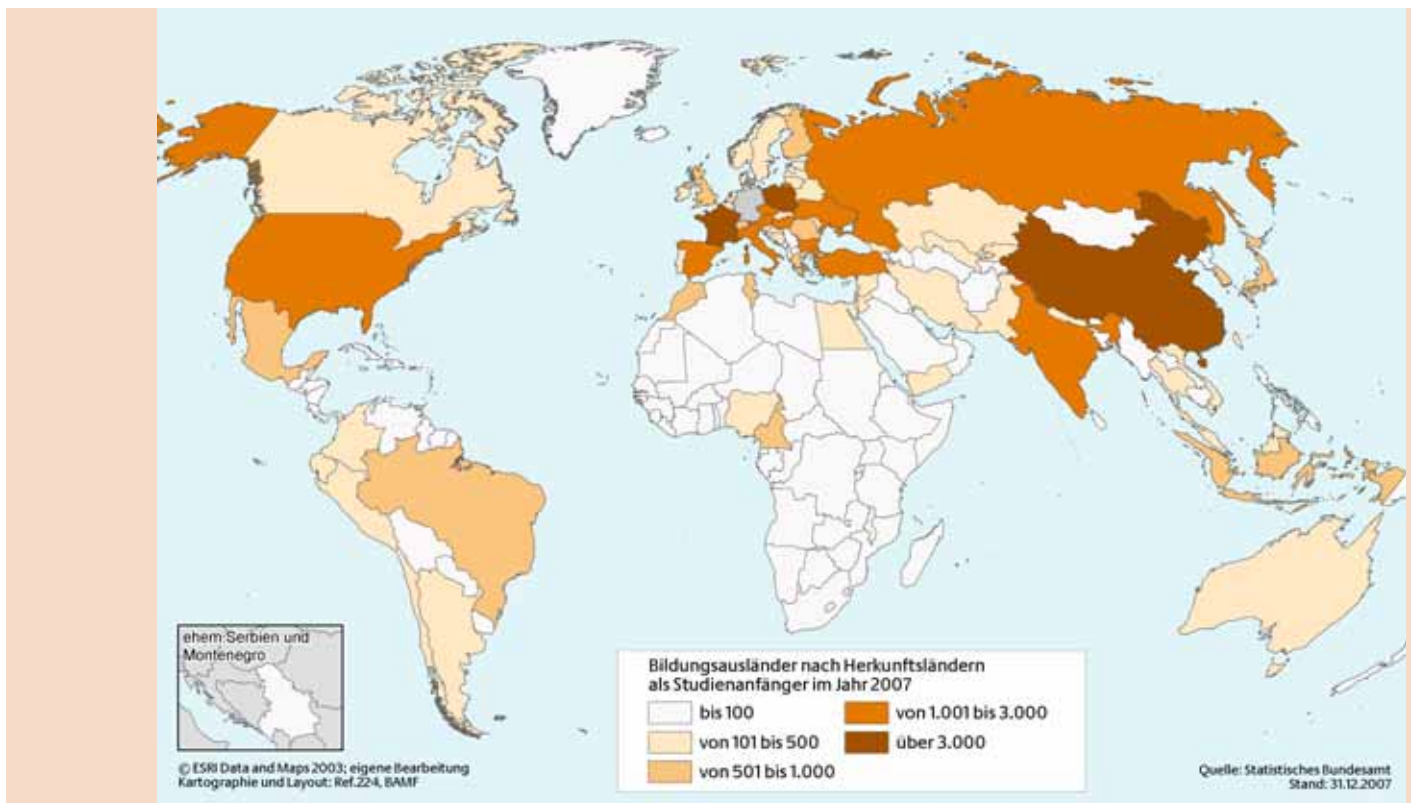 ehem Serbien und
Montenegro
© ESRI Data and Maps 2003; eigene Bearbeitung
Kartographie und Layout: Ref.224, BAMF
Bildungsausländer nach Herkunftsländern
als Studienanfänger im Jahr 2007
bis 100
von 101 bis 500
von 501 bis 1.000
von 1.001 bis 3.000
über 3.000
Quelle: Statistisches Bundesamt
Stand: 31.12.2007